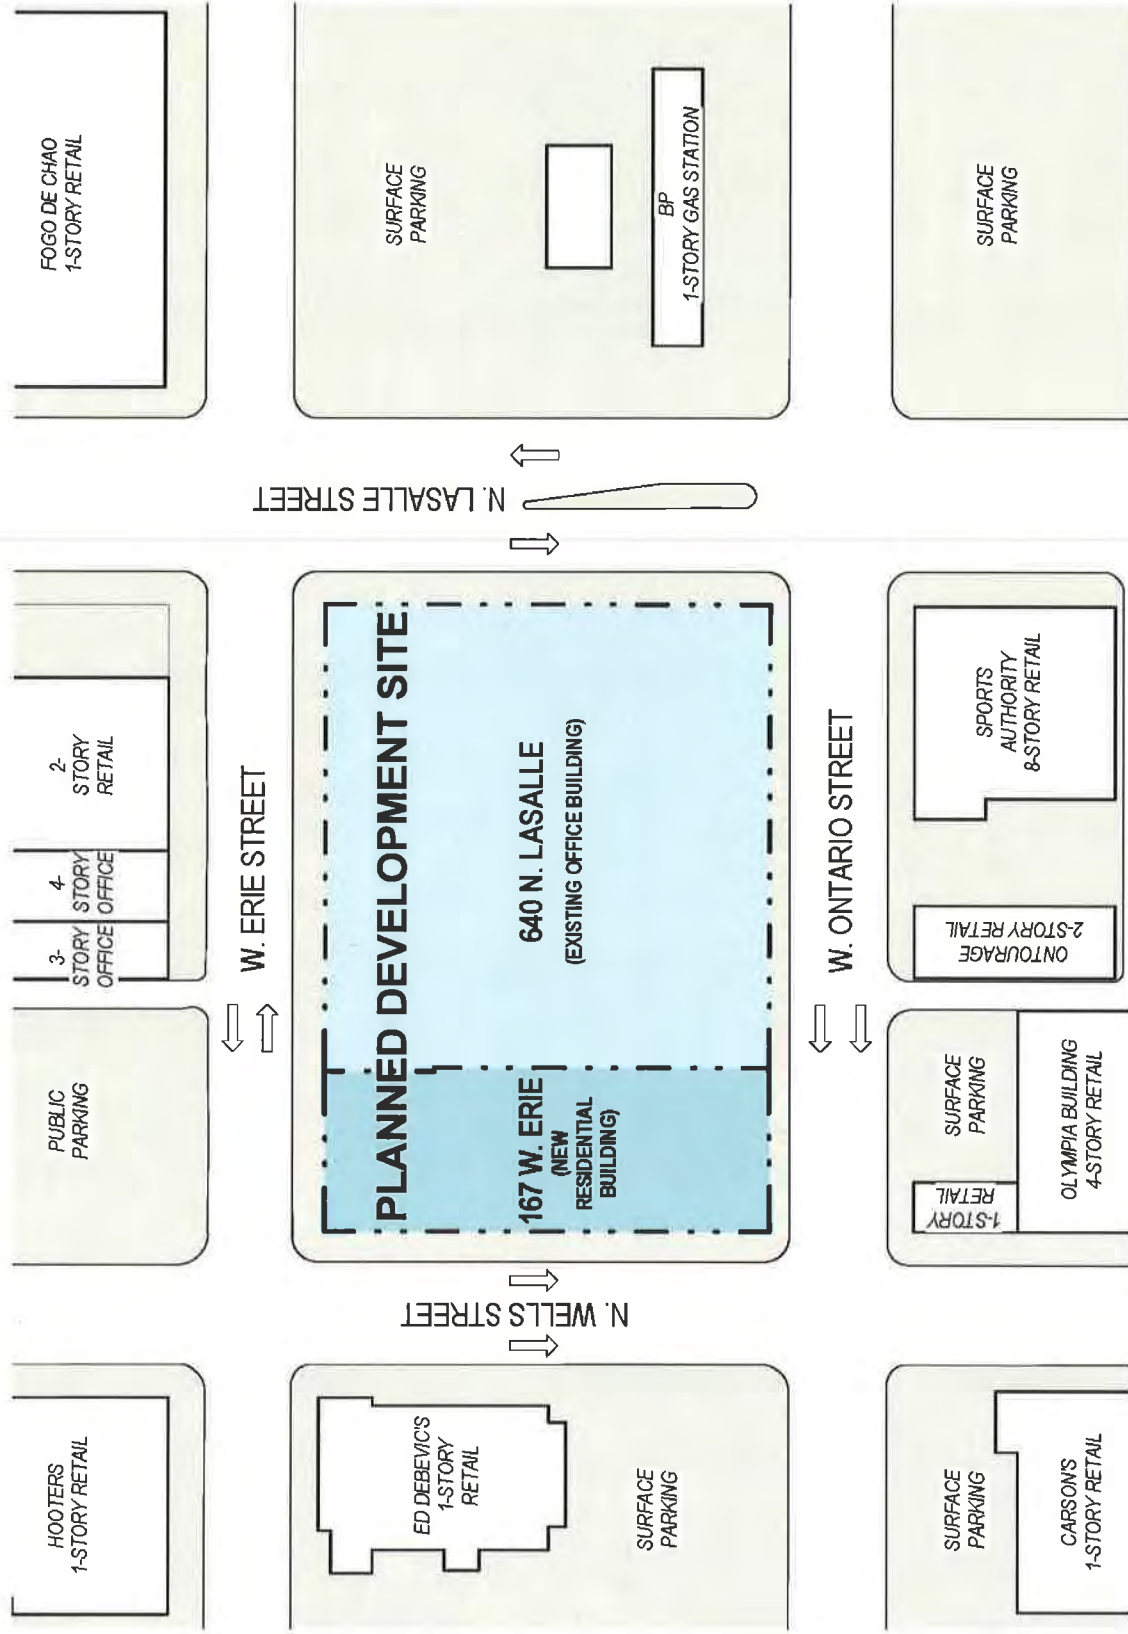 HOOTERS
1-STORY RETAIL
PUBLIC
PARKING
3-
STORY
OFFICE
4-
STORY
OFFICE
2-
STORY
RETAIL
FOGO DE CHAO
1-STORY RETAIL
W. ERIE STREET
ED DEBEVIC'S
1-STORY
RETAIL
SURFACE
PARKING
N. WELLS STREET
PLANNED DEVELOPMENT SITE
167 W. ERIE
(NEW
RESIDENTIAL
BUILDING)
640 N. LASALLE
(EXISTING OFFICE BUILDING)
N. LASALLE STREET
SURFACE
PARKING
BP
1-STORY GAS STATION
W. ONTARIO STREET
SURFACE
PARKING
CARSON'S
1-STORY RETAIL
1-STORY
RETAIL
SURFACE
PARKING
OLYMPIA BUILDING
4-STORY RETAIL
ONTOURAGE
2-STORY RETAIL
SPORTS
AUTHORITY
8-STORY RETAIL
SURFACE
PARKING